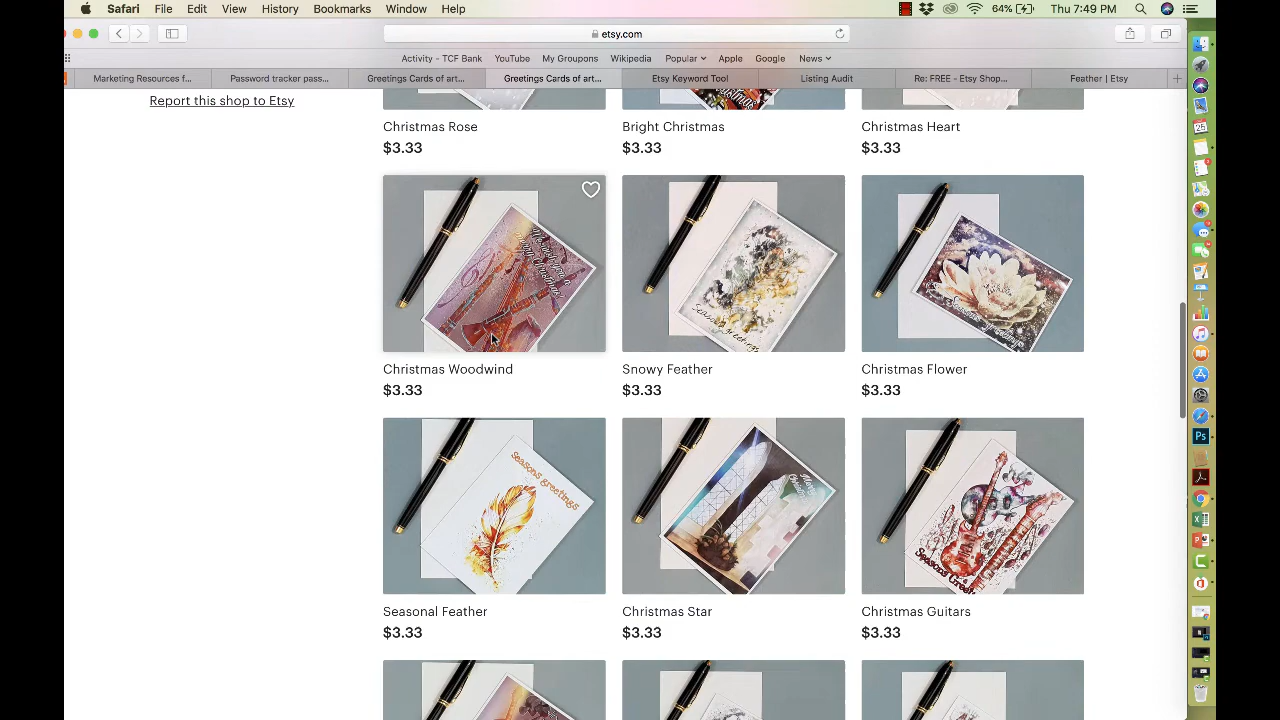 Safari File Edit View History Bookmarks Window Help 64% Thu 7:49 PM
etsy.com
Activity - TCF Bank YouTube My Groupons Wikipedia Popular Apple Google News
Marketing Resources f... Password tracker pass... Greetings Cards of art... Greetings Cards of art... Etsy Keyword Tool Listing Audit Re: FREE - Etsy Shop... Feather | Etsy
Report this shop to Etsy
Christmas Rose Bright Christmas Christmas Heart
$3.33 $3.33 $3.33
Seasons greetings
Christmas Woodwind Snowy Feather Christmas Flower
$3.33 $3.33 $3.33
Seasons greetings
Seasonal Feather Christmas Star Christmas Guitars
$3.33 $3.33 $3.33